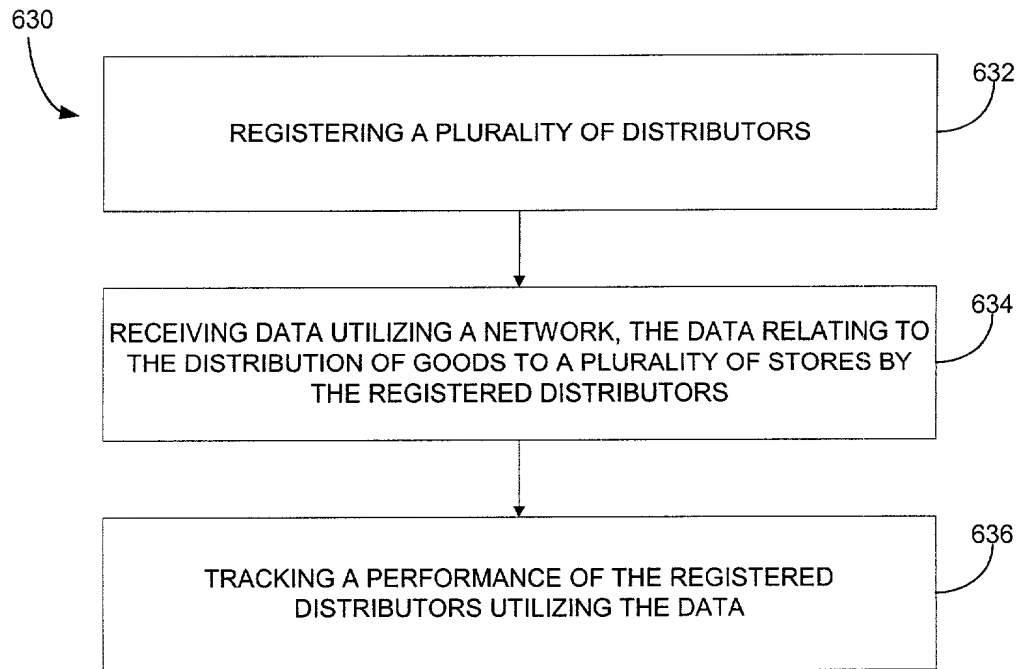 630
632
REGISTERING A PLURALITY OF DISTRIBUTORS
634
RECEIVING DATA UTILIZING A NETWORK, THE DATA RELATING TO
THE DISTRIBUTION OF GOODS TO A PLURALITY OF STORES BY
THE REGISTERED DISTRIBUTORS
636
TRACKING A PERFORMANCE OF THE REGISTERED
DISTRIBUTORS UTILIZING THE DATA